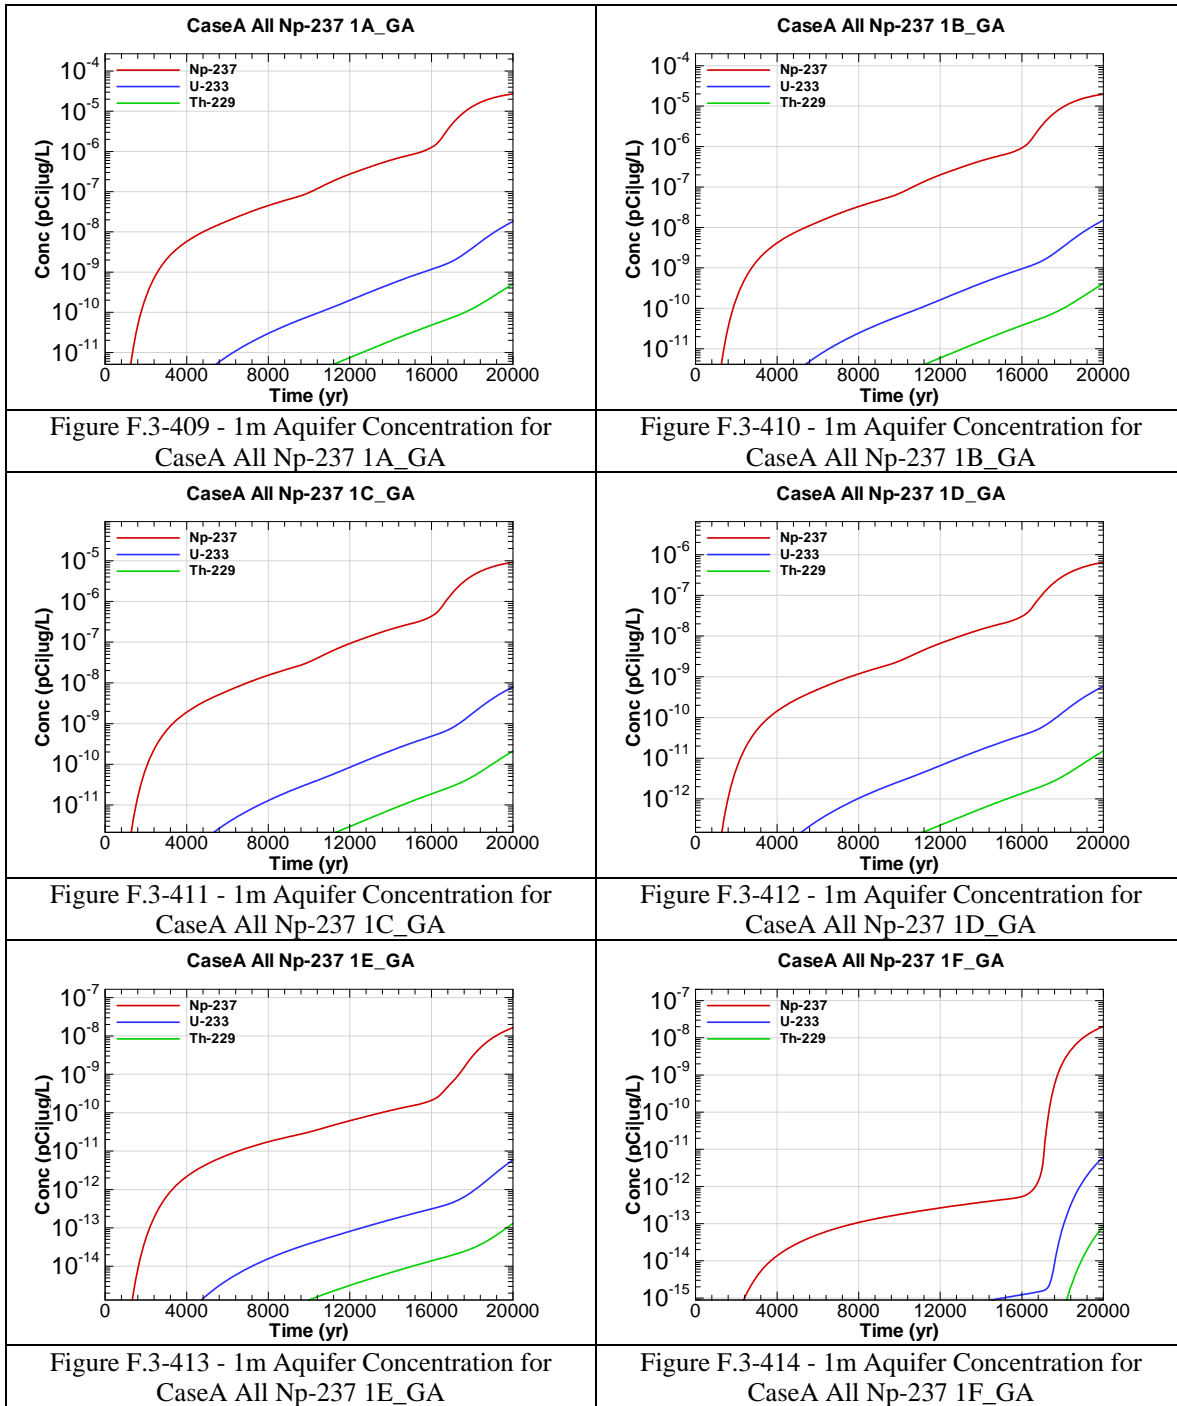 CaseA All Np-237 1A_GA
Np-237
U-233
Th-229
Conc (pCi|ug/L)
10-4
10-5
10-6
10-7
10-8
10-9
10-10
10-11
0 4000 8000 12000 16000 20000
Time (yr)
Figure F.3-409 - 1m Aquifer Concentration for
CaseA All Np-237 1A_GA
CaseA All Np-237 1B_GA
Np-237
U-233
Th-229
Conc (pCi|ug/L)
10-4
10-5
10-6
10-7
10-8
10-9
10-10
10-11
0 4000 8000 12000 16000 20000
Time (yr)
Figure F.3-410 - 1m Aquifer Concentration for
CaseA All Np-237 1B_GA
CaseA All Np-237 1C_GA
Np-237
U-233
Th-229
Conc (pCi|ug/L)
10-5
10-6
10-7
10-8
10-9
10-10
10-11
0 4000 8000 12000 16000 20000
Time (yr)
Figure F.3-411 - 1m Aquifer Concentration for
CaseA All Np-237 1C_GA
CaseA All Np-237 1D_GA
Np-237
U-233
Th-229
Conc (pCi|ug/L)
10-6
10-7
10-8
10-9
10-10
10-11
10-12
0 4000 8000 12000 16000 20000
Time (yr)
Figure F.3-412 - 1m Aquifer Concentration for
CaseA All Np-237 1D_GA
CaseA All Np-237 1E_GA
Np-237
U-233
Th-229
Conc (pCi|ug/L)
10-7
10-8
10-9
10-10
10-11
10-12
10-13
10-14
0 4000 8000 12000 16000 20000
Time (yr)
Figure F.3-413 - 1m Aquifer Concentration for
CaseA All Np-237 1E_GA
CaseA All Np-237 1F_GA
Np-237
U-233
Th-229
Conc (pCi|ug/L)
10-7
10-8
10-9
10-10
10-11
10-12
10-13
10-14
10-15
0 4000 8000 12000 16000 20000
Time (yr)
Figure F.3-414 - 1m Aquifer Concentration for
CaseA All Np-237 1F_GA